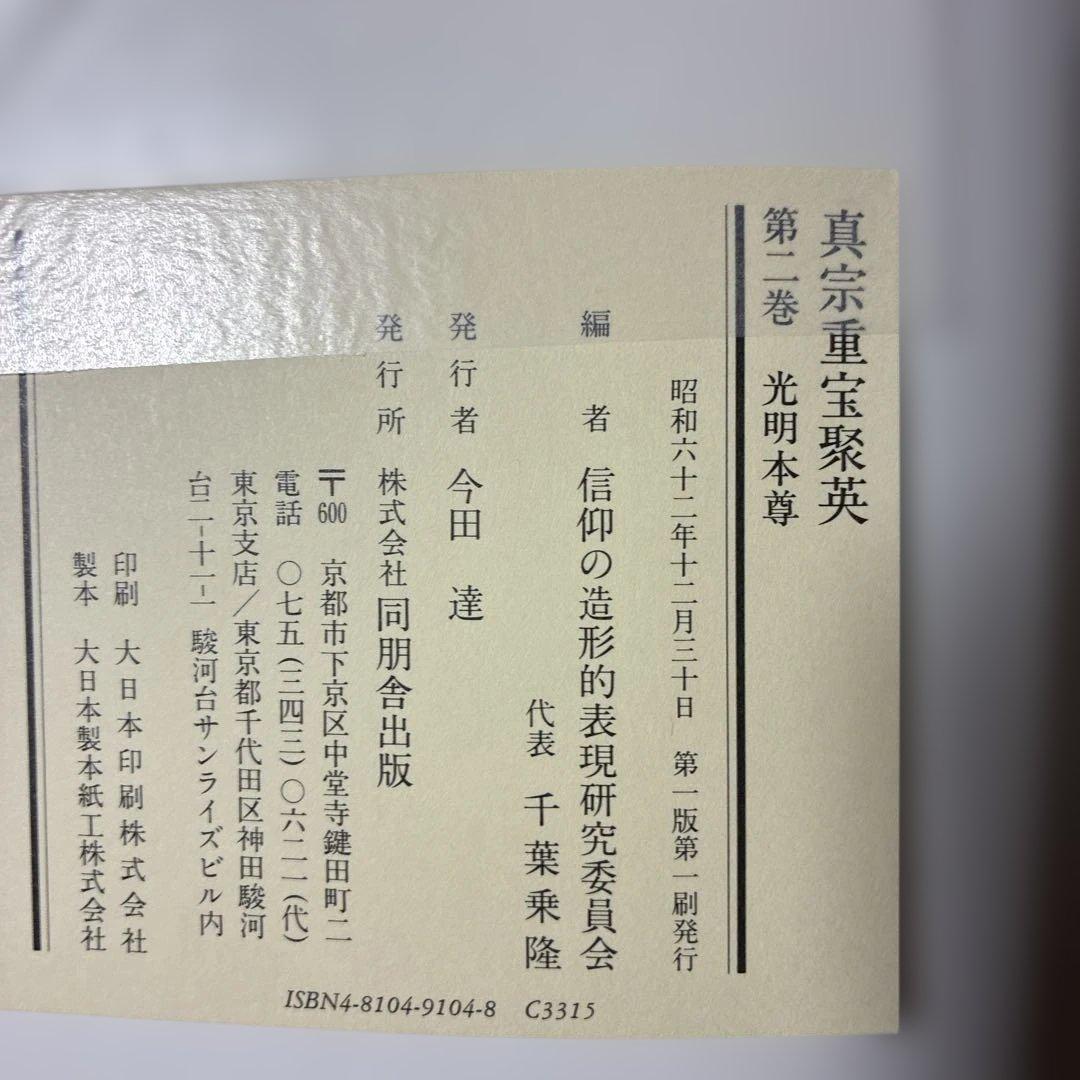 真宗重宝聚英
第二巻　光明本尊
昭和六十二年十二月三十日　第一版第一刷発行
編　者　信仰の造形的表現研究委員会
代表　千葉乗隆
発行者　今田　達
発行所　株式会社同朋舎出版
〒600　京都市下京区中堂寺鍵田町二
電話　〇七五(三四三)〇六二一(代)
東京支店／東京都千代田区神田駿河
台二-十一-一　駿河台サンライズビル内
印刷　大日本印刷株式会社
製本　大日本製本紙工株式会社
ISBN4-8104-9104-8　C3315